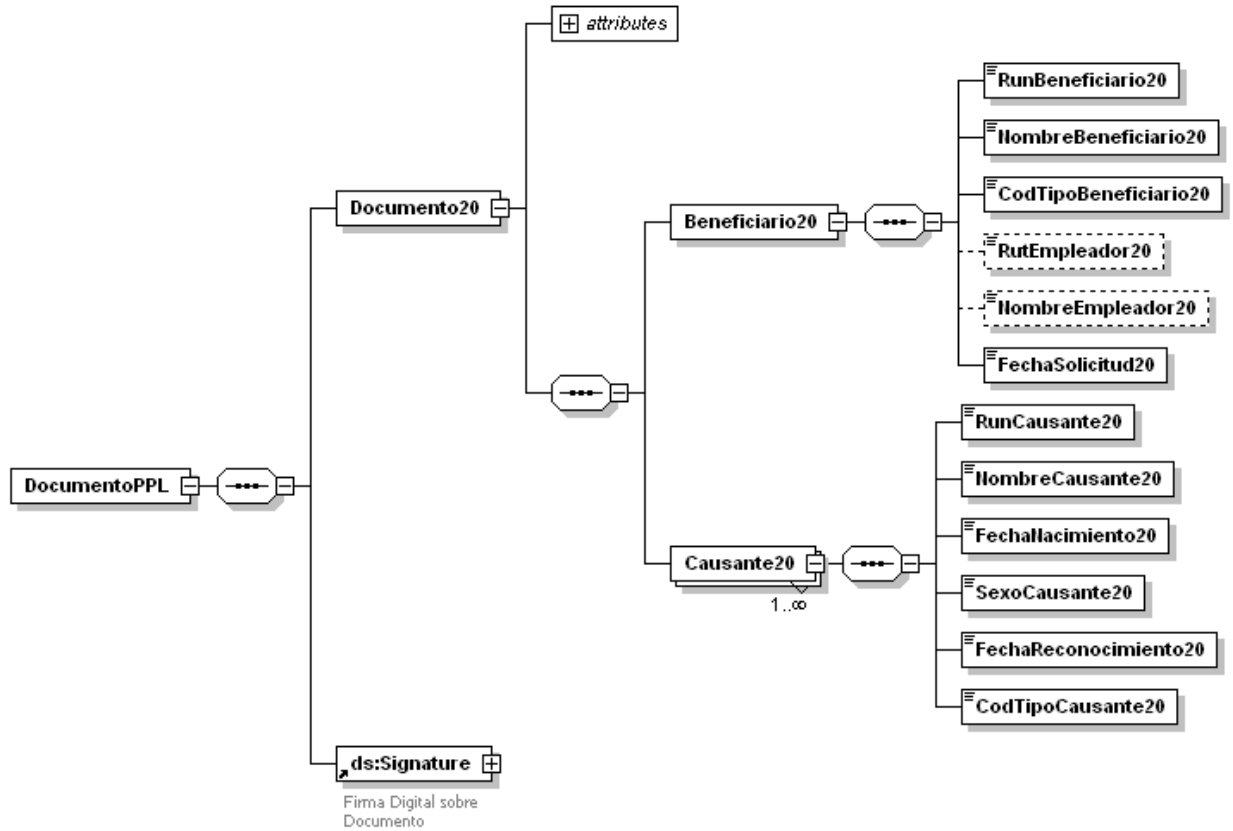 attributes
RunBeneficiario20
NombreBeneficiario20
CodTipoBeneficiario20
RutEmpleador20
NombreEmpleador20
FechaSolicitud20
Documento20
Beneficiario20
RunCausante20
NombreCausante20
FechaNacimiento20
SexoCausante20
FechaReconocimiento20
CodTipoCausante20
Causante20
1..∞
DocumentoPPL
ds:Signature
Firma Digital sobre
Documento